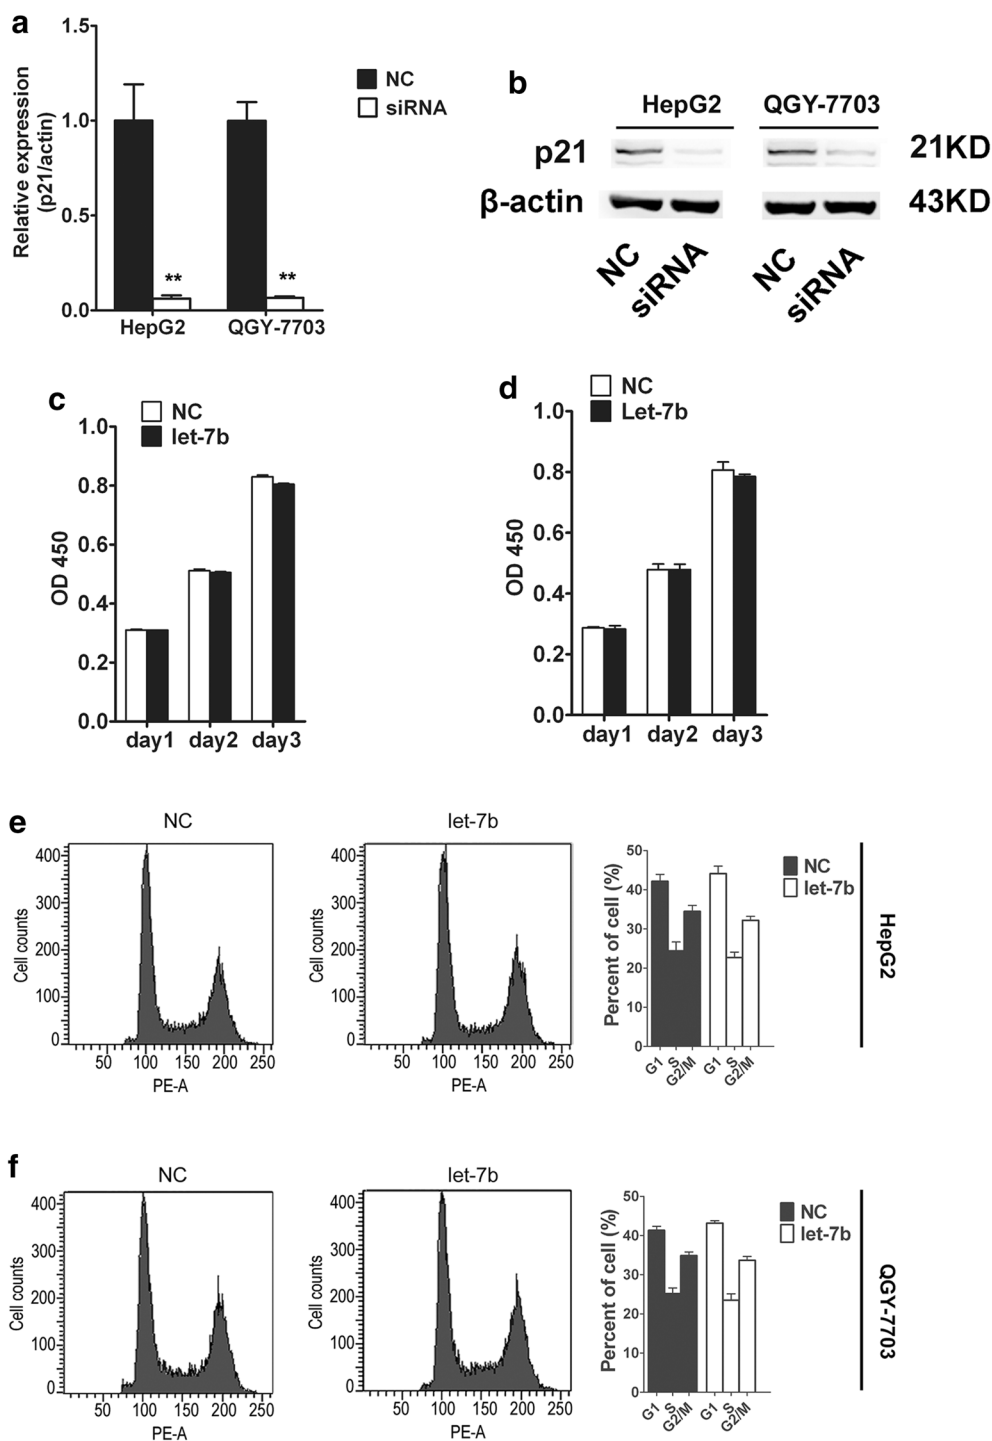 a
1.5
1.0
0.5
0.0
Relative expression
(p21/actin)
**
**
HepG2
QGY-7703
NC
siRNA
b
HepG2
QGY-7703
p21
21KD
β-actin
43KD
NC
siRNA
NC
siRNA
c
NC
let-7b
1.0
0.8
0.6
0.4
0.2
0.0
OD 450
day1 day2 day3
d
NC
Let-7b
1.0
0.8
0.6
0.4
0.2
0.0
OD 450
day1 day2 day3
e
NC
400
300
200
100
0
Cell counts
50 100 150 200 250
PE-A
let-7b
400
300
200
100
0
Cell counts
50 100 150 200 250
PE-A
50
40
30
20
10
0
Percent of cell (%)
G1 S G2/M G1 S G2/M
NC
let-7b
HepG2
f
NC
400
300
200
100
0
Cell counts
50 100 150 200 250
PE-A
let-7b
400
300
200
100
0
Cell counts
50 100 150 200 250
PE-A
50
40
30
20
10
0
Percent of cell (%)
G1 S G2/M G1 S G2/M
NC
let-7b
QGY-7703